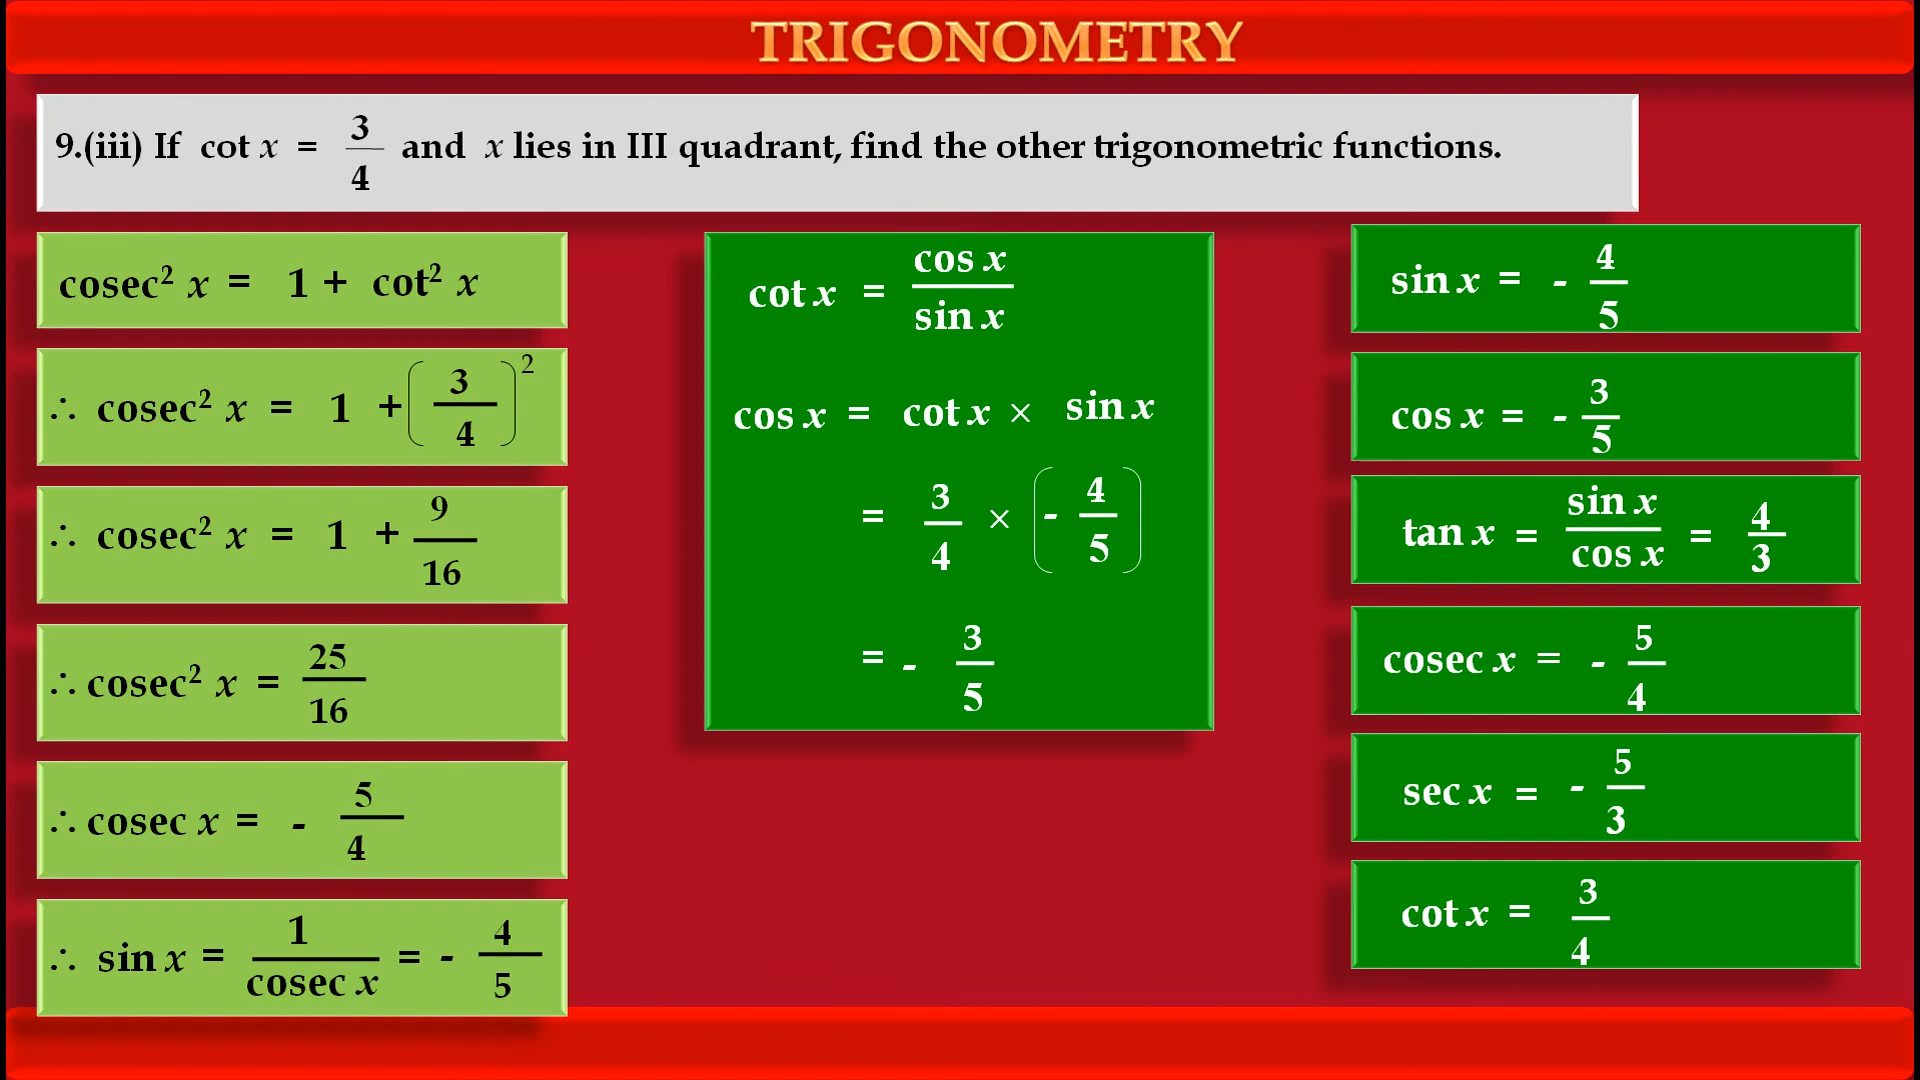 TRIGONOMETRY
9.(iii) If cot x = 3/4 and x lies in III quadrant, find the other trigonometric functions.
cosec² x = 1 + cot² x
∴ cosec² x = 1 + (3/4)²
∴ cosec² x = 1 + 9/16
∴ cosec² x = 25/16
∴ cosec x = - 5/4
∴ sin x = 1/cosec x = - 4/5
cot x = cos x/sin x
cos x = cot x × sin x
= 3/4 × (- 4/5)
= - 3/5
sin x = - 4/5
cos x = - 3/5
tan x = sin x/cos x = 4/3
cosec x = - 5/4
sec x = - 5/3
cot x = 3/4